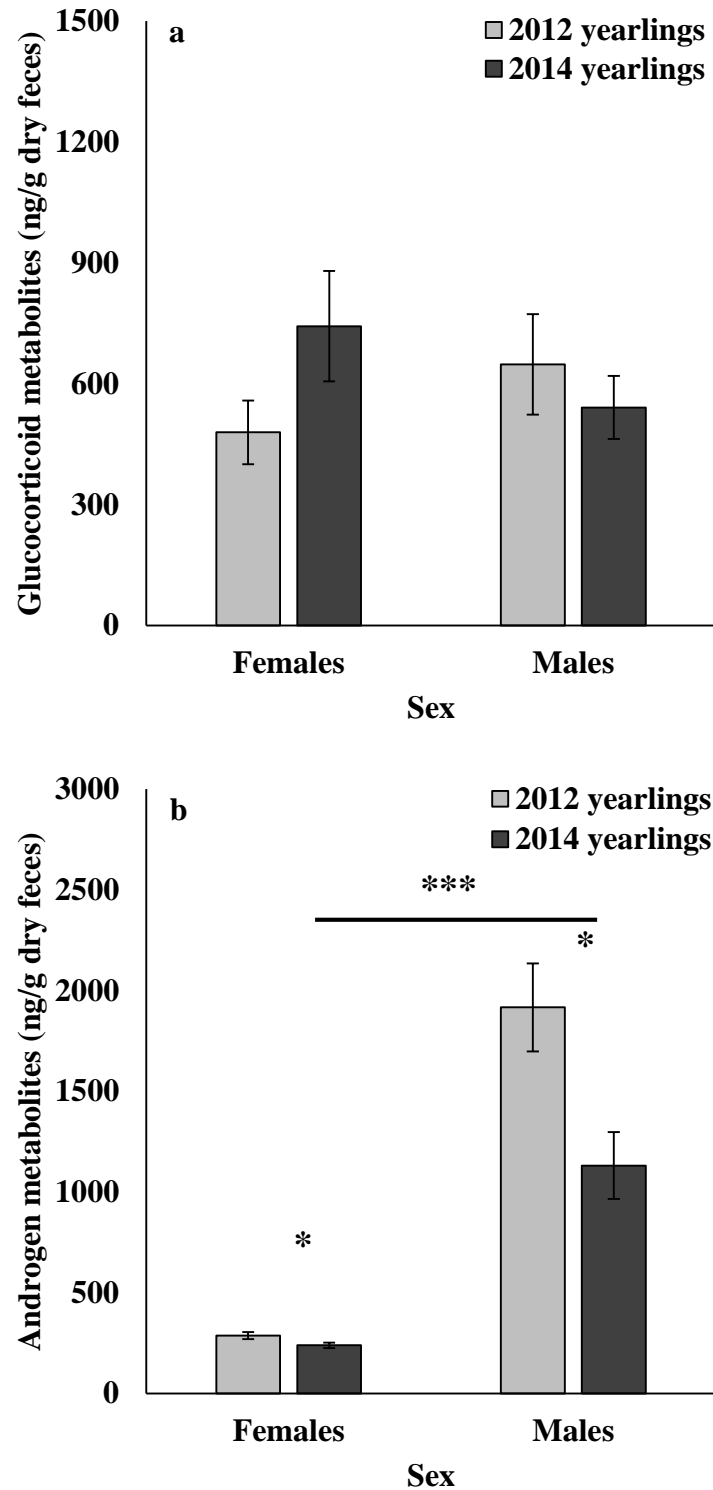 a
2012 yearlings
2014 yearlings
Glucocorticoid metabolites (ng/g dry feces)
1500
1200
900
600
300
0
Females Males
Sex
b
2012 yearlings
2014 yearlings
Androgen metabolites (ng/g dry feces)
3000
2500
2000
1500
1000
500
0
***
*
*
Females Males
Sex